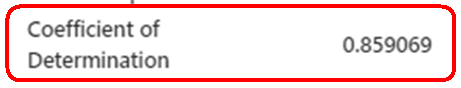 Coefficient of
Determination
0.859069